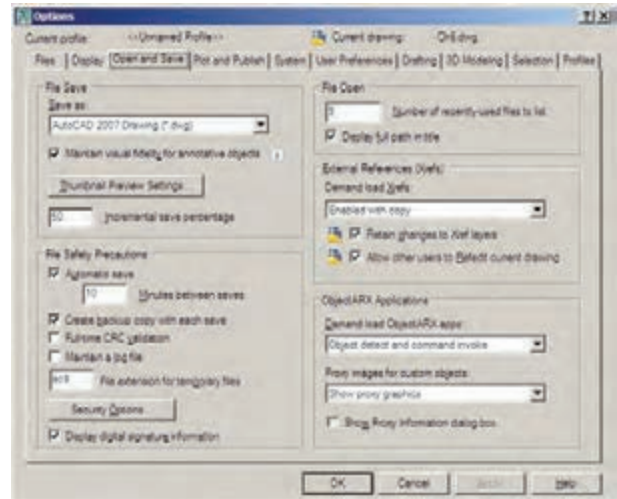 Options
Current profile: <<Unnamed Profile>> Current drawing: Ch6.dwg
Files Display Open and Save Plot and Publish System User Preferences Drafting 3D Modeling Selection Profiles
File Save
Save as:
AutoCAD 2007 Drawing (*.dwg)
Maintain visual fidelity for annotative objects
Thumbnail Preview Settings...
50 Incremental save percentage
File Safety Precautions
Automatic save
10 Minutes between saves
Create backup copy with each save
Full-time CRC validation
Maintain a log file
ac$ File extension for temporary files
Security Options...
Display digital signature information
File Open
Number of recently-used files to list
Display full path in title
External References (Xrefs)
Demand load Xrefs:
Enabled with copy
Retain changes to Xref layers
Allow other users to Refedit current drawing
ObjectARX Applications
Demand load ObjectARX apps:
Object detect and command invoke
Proxy images for custom objects:
Show proxy graphics
Show Proxy Information dialog box
OK Cancel Apply Help